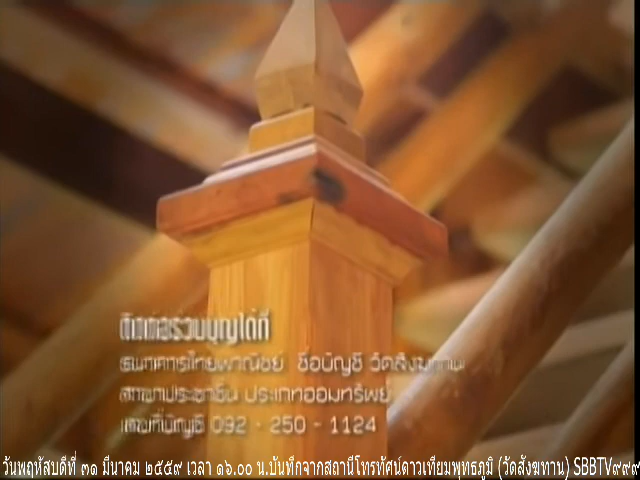 ติดต่อร่วมบุญได้ที่
ธนาคารไทยพาณิชย์ ชื่อบัญชี วัดสังฆทาน
สาขาประชาชื่น ประเภทออมทรัพย์
เลขที่บัญชี 092 - 250 - 1124
วันพฤหัสบดีที่ ๓๑ มีนาคม ๒๕๕๙ เวลา ๑๖.๐๐ น.บันทึกจากสถานีโทรทัศน์ดาวเทียมพุทธภูมิ (วัดสังฆทาน) SBBTV๙๙๙